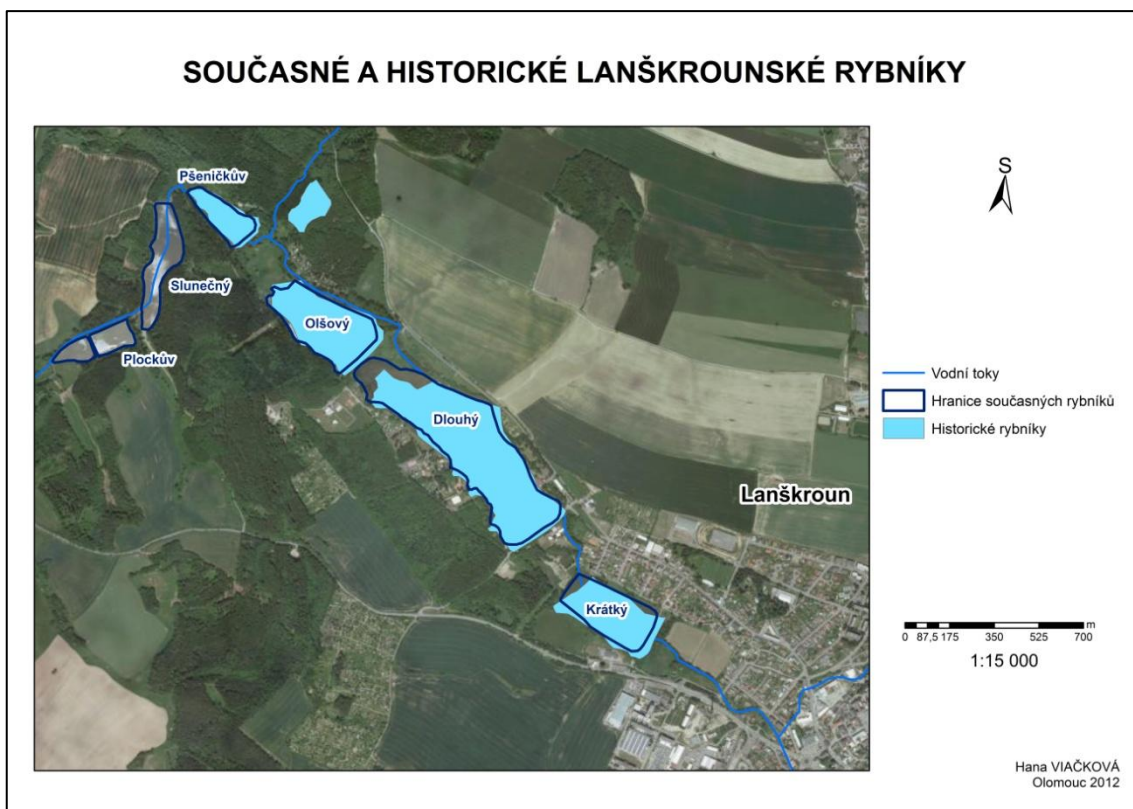 SOUČASNÉ A HISTORICKÉ LANŠKROUNSKÉ RYBNÍKY
Pšeničkův
S
Slunečný
Olšový
Plockův
Vodní toky
Hranice současných rybníků
Historické rybníky
Dlouhý
Lanškroun
Krátký
m
0 87,5 175 350 525 700
1:15 000
Hana VIAČKOVÁ
Olomouc 2012